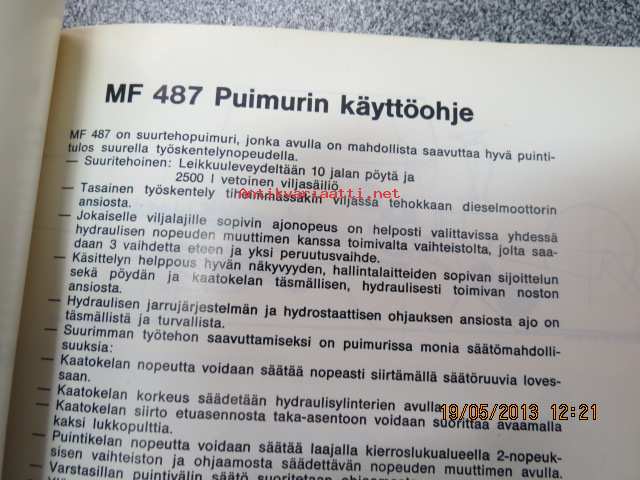 MF 487 Puimurin käyttöohje
MF 487 on suurtehopuimuri, jonka avulla on mahdollista saavuttaa hyvä puinti-
tulos suurella työskentelynopeudella.
— Suuritehoinen: Leikkuuleveydeltään 10 jalan pöytä ja
2500 l vetoinen viljasäiliö
Antikvariaatti.net
— Tasainen työskentely tiheimmässäkin viljassa tehokkaan dieselmoottorin
ansiosta.
— Jokaiselle viljalajille sopivin ajonopeus on helposti valittavissa yhdessä
hydraulisen nopeuden muuttimen kanssa toimivalta vaihteistolta, jolta saa-
daan 3 vaihdetta eteen ja yksi peruutusvaihde.
— Käsittelyn helppous hyvän näkyvyyden, hallintalaitteiden sopivan sijoittelun
sekä pöydän ja kaatokelan täsmällisen, hydraulisesti toimivan noston
ansiosta.
— Hydraulisen jarrujärjestelmän ja hydrostaattisen ohjauksen ansiosta ajo on
täsmällistä ja turvallista.
— Suurimman työtehon saavuttamiseksi on puimurissa monia säätömahdolli-
suuksia:
— Kaatokelan nopeutta voidaan säätää nopeasti siirtämällä säätöruuvia loves-
saan.
— Kaatokelan korkeus säädetään hydraulisylinterien avulla
— Kaatokelan siirto etuasennosta taka-asentoon voidaan suorittaa avaamalla
kaksi lukkopulttia.
— Puintikelan nopeutta voidaan säätää laajalla kierroslukualueella 2-nopeuk-
sisen vaihteiston ja ohjaamosta säädettävän nopeuden muuttimen avulla.
— Varstasillan puintivälin säätö suoritetaan
19/05/2013 12:21